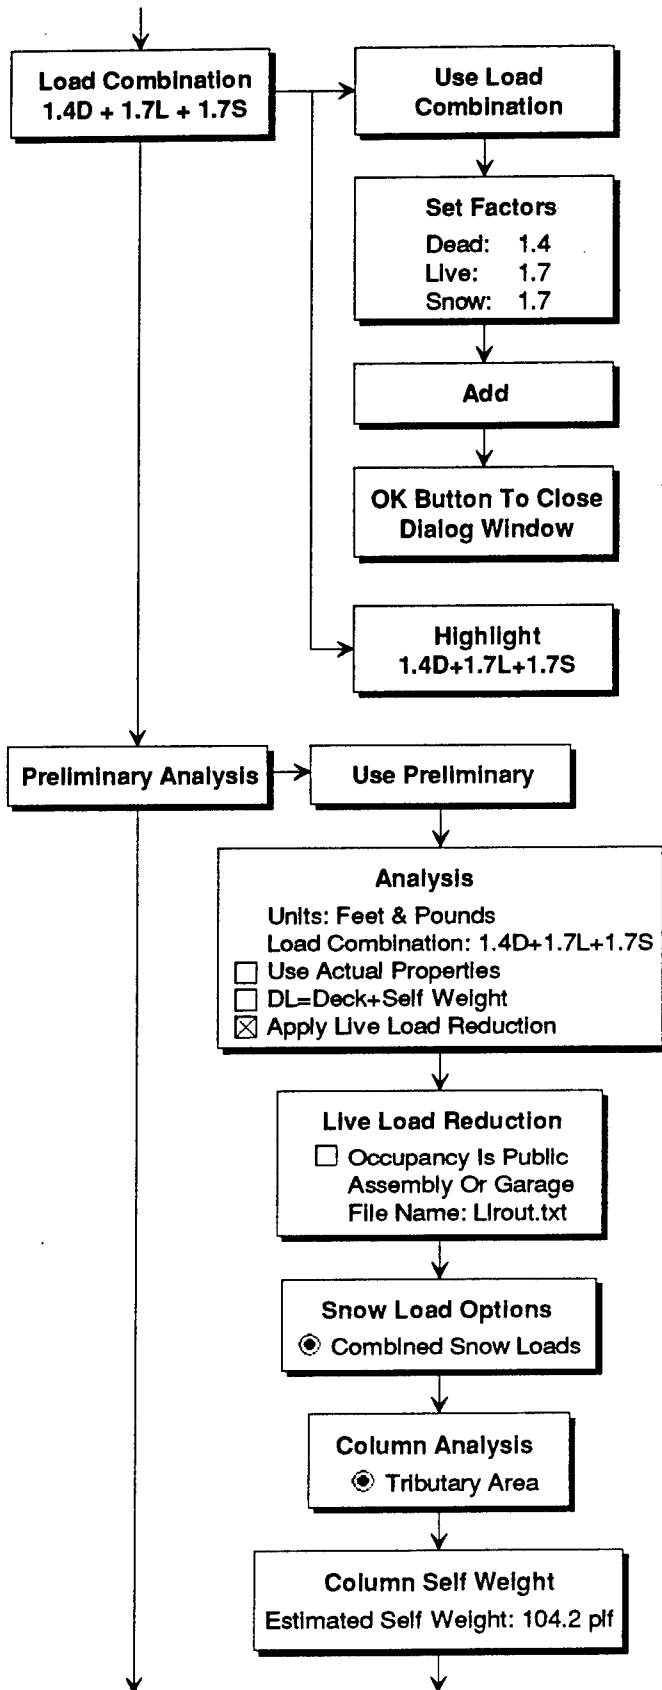 Load Combination
1.4D + 1.7L + 1.7S
Use Load
Combination
Set Factors
Dead: 1.4
Live: 1.7
Snow: 1.7
Add
OK Button To Close
Dialog Window
Highlight
1.4D+1.7L+1.7S
Preliminary Analysis
Use Preliminary
Analysis
Units: Feet & Pounds
Load Combination: 1.4D+1.7L+1.7S
Use Actual Properties
DL=Deck+Self Weight
Apply Live Load Reduction
Live Load Reduction
Occupancy Is Public
Assembly Or Garage
File Name: Llrout.txt
Snow Load Options
Combined Snow Loads
Column Analysis
Tributary Area
Column Self Weight
Estimated Self Weight: 104.2 plf